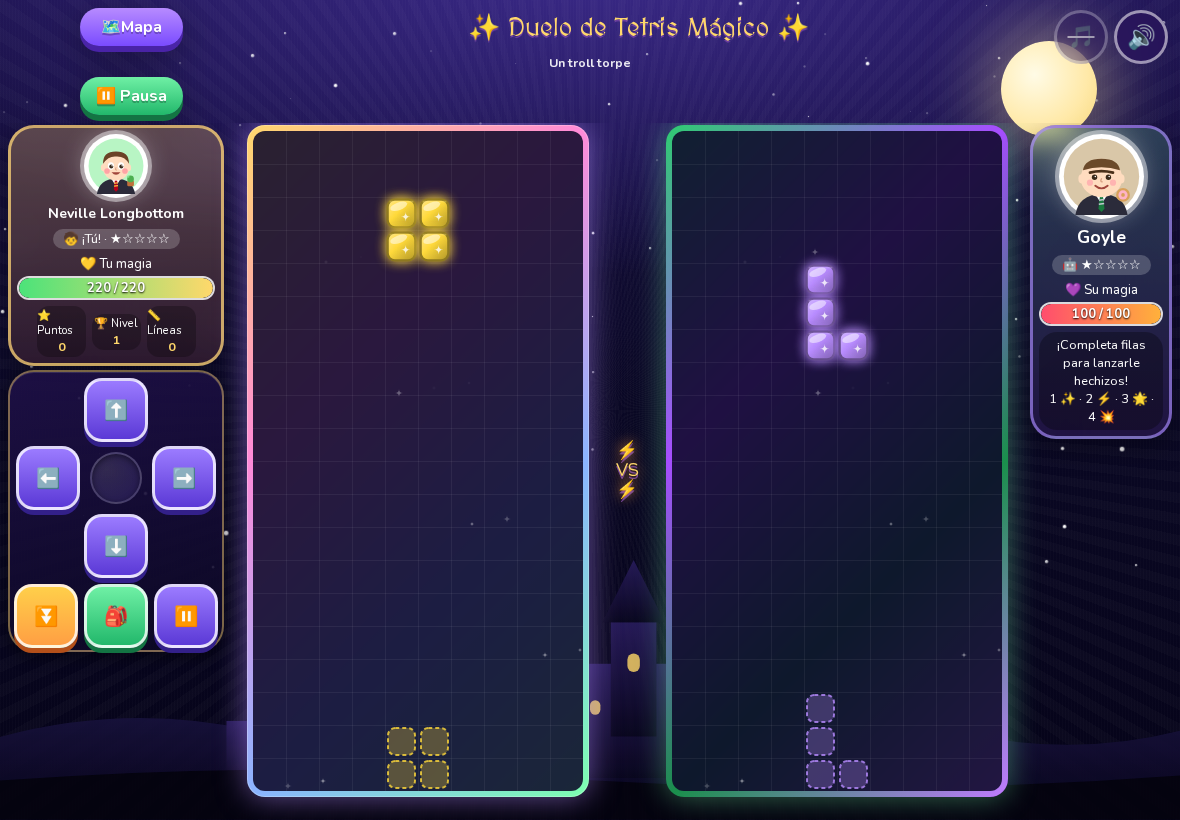 🗺️Mapa
✨ Duelo de Tetris Mágico ✨
Un troll torpe
⏸️ Pausa
Neville Longbottom
🧒 ¡Tú! · ★☆☆☆☆
💛 Tu magia
220 / 220
⭐ Puntos
0
🏆 Nivel
1
📏 Líneas
0
⚡
VS
⚡
Goyle
🤖 ★☆☆☆☆
💜 Su magia
100 / 100
¡Completa filas
para lanzarle
hechizos!
1 ✨ · 2 ⚡ · 3 🌟 ·
4 💥